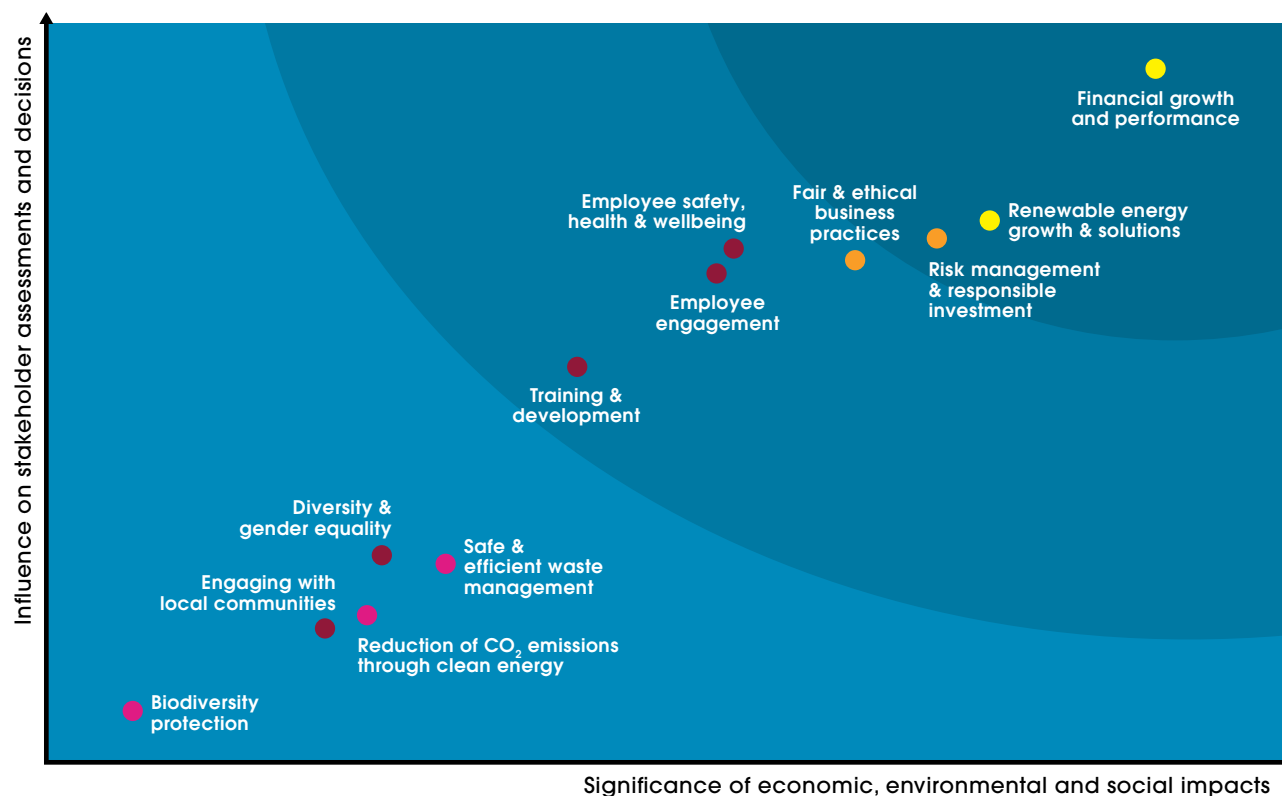 Influence on stakeholder assessments and decisions
Financial growth
and performance
Employee safety,
health & wellbeing
Fair & ethical
business
practices
Renewable energy
growth & solutions
Risk management
& responsible
investment
Employee
engagement
Training &
development
Diversity &
gender equality
Safe &
efficient waste
management
Engaging with
local communities
Reduction of CO₂ emissions
through clean energy
Biodiversity
protection
Significance of economic, environmental and social impacts